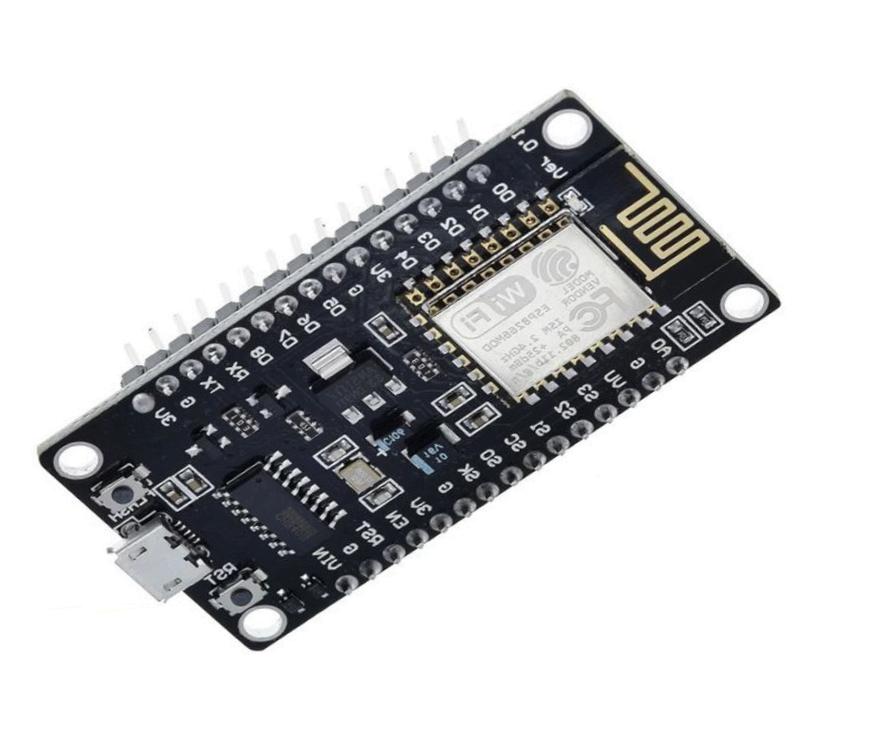 Ver 0.1
D0
D1
D2
D3
D4
3V
G
D5
D6
D7
D8
RX
TX
G
3V
MODEL
VENDOR
ESP8266MOD
ISM 2.4GHz
PA +25dBm
802.11b/g/n
WiFi
FC
A0
G
VU
S3
S2
S1
SC
SO
SK
G
3V
EN
RST
G
VIN
FLASH
RST